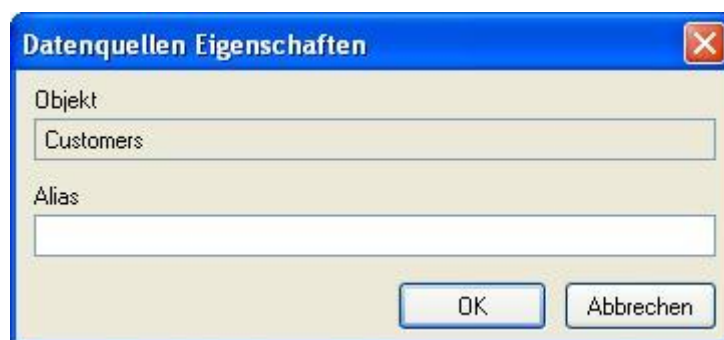 Datenquellen Eigenschaften
Objekt
Customers
Alias
OK Abbrechen